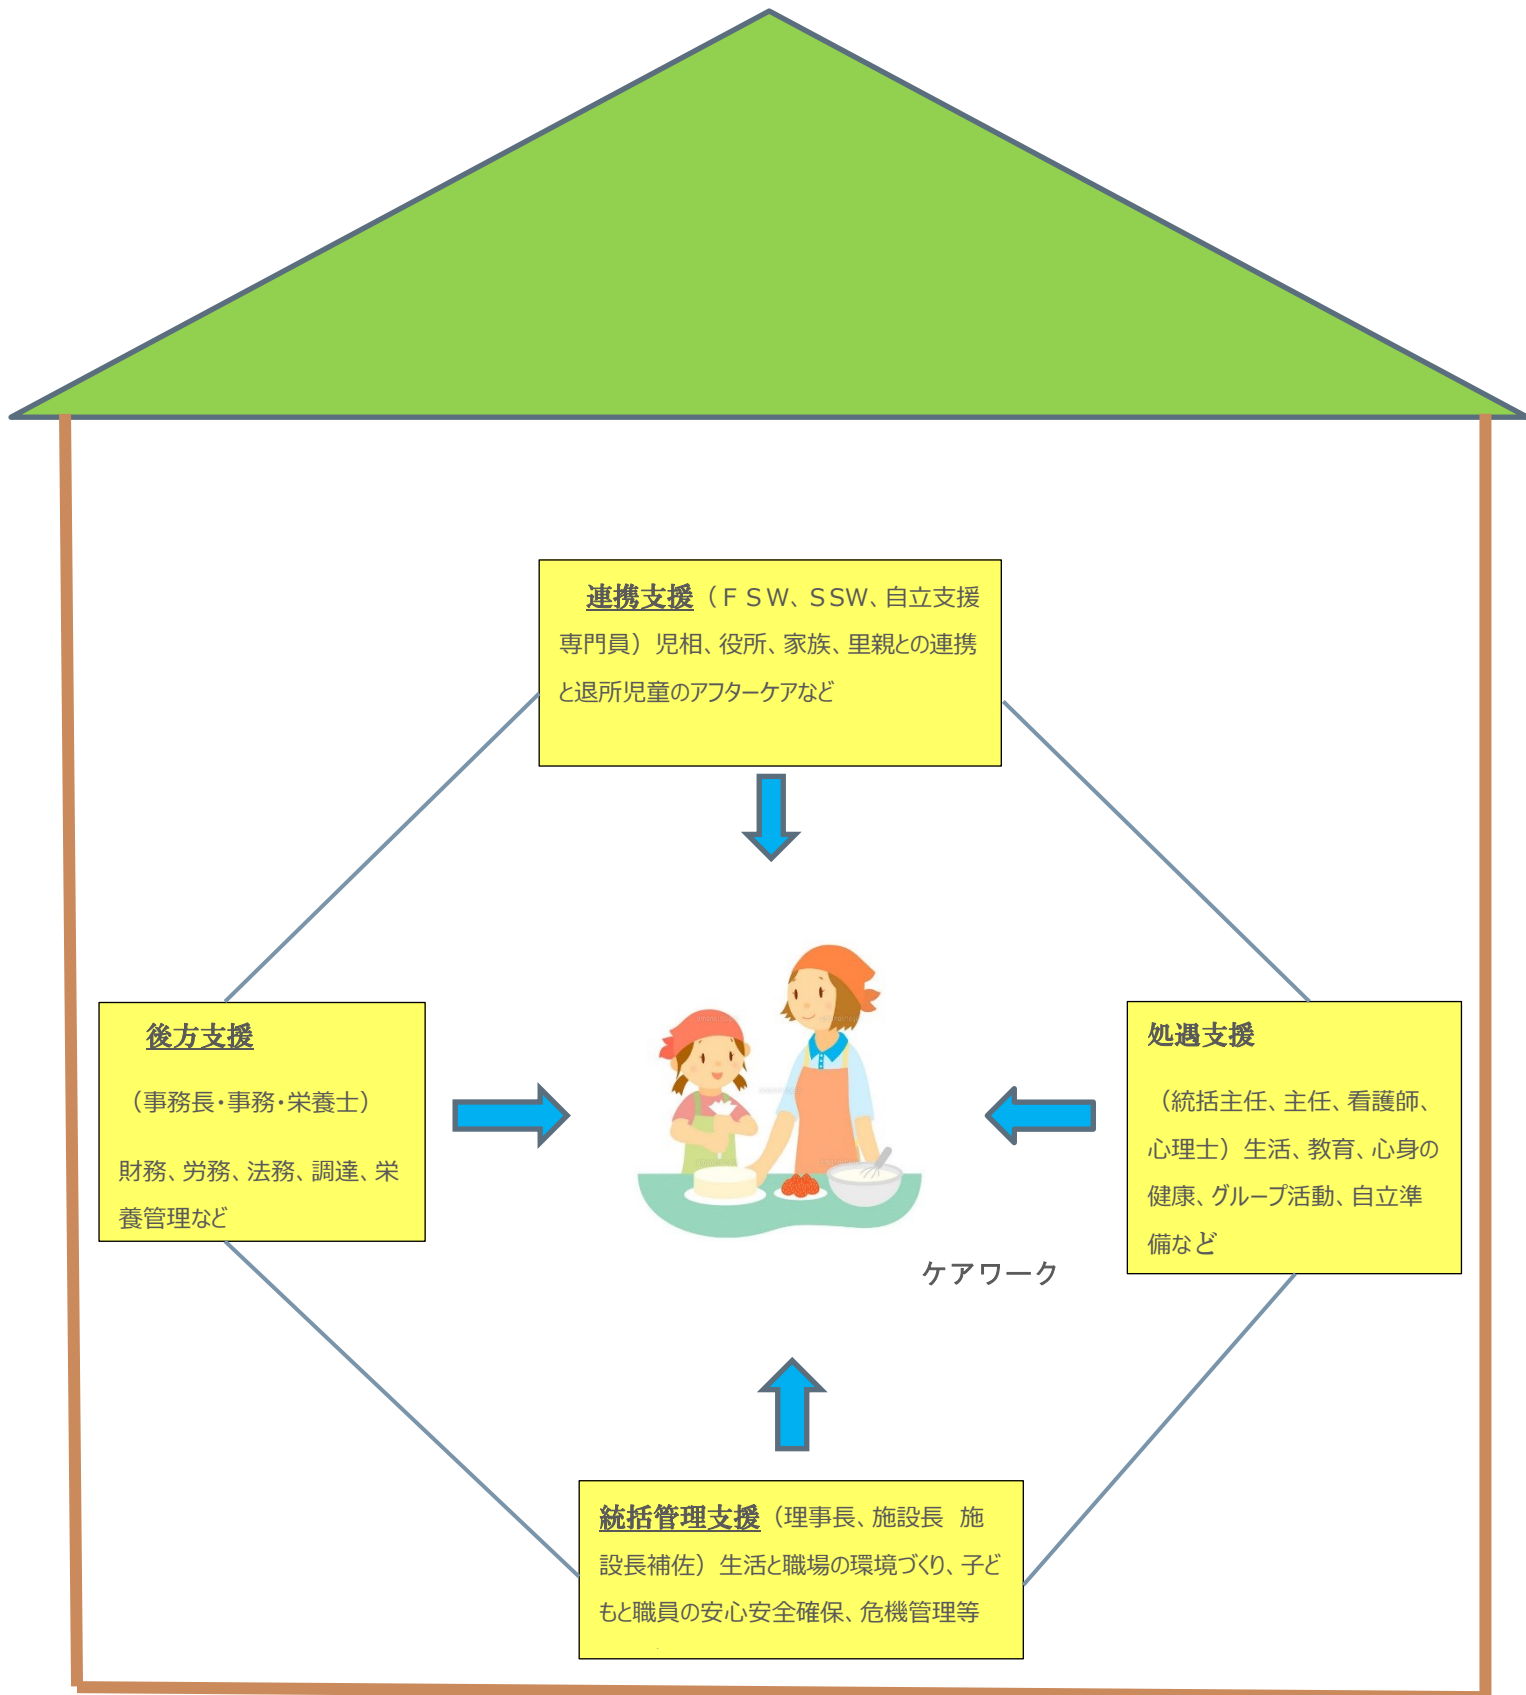 連携支援（ＦＳＷ、ＳＳＷ、自立支援
専門員）児相、役所、家族、里親との連携
と退所児童のアフターケアなど
後方支援
（事務長・事務・栄養士）
財務、労務、法務、調達、栄
養管理など
処遇支援
（統括主任、主任、看護師、
心理士）生活、教育、心身の
健康、グループ活動、自立準
備など
ケアワーク
統括管理支援（理事長、施設長　施
設長補佐）生活と職場の環境づくり、子ど
もと職員の安心安全確保、危機管理等